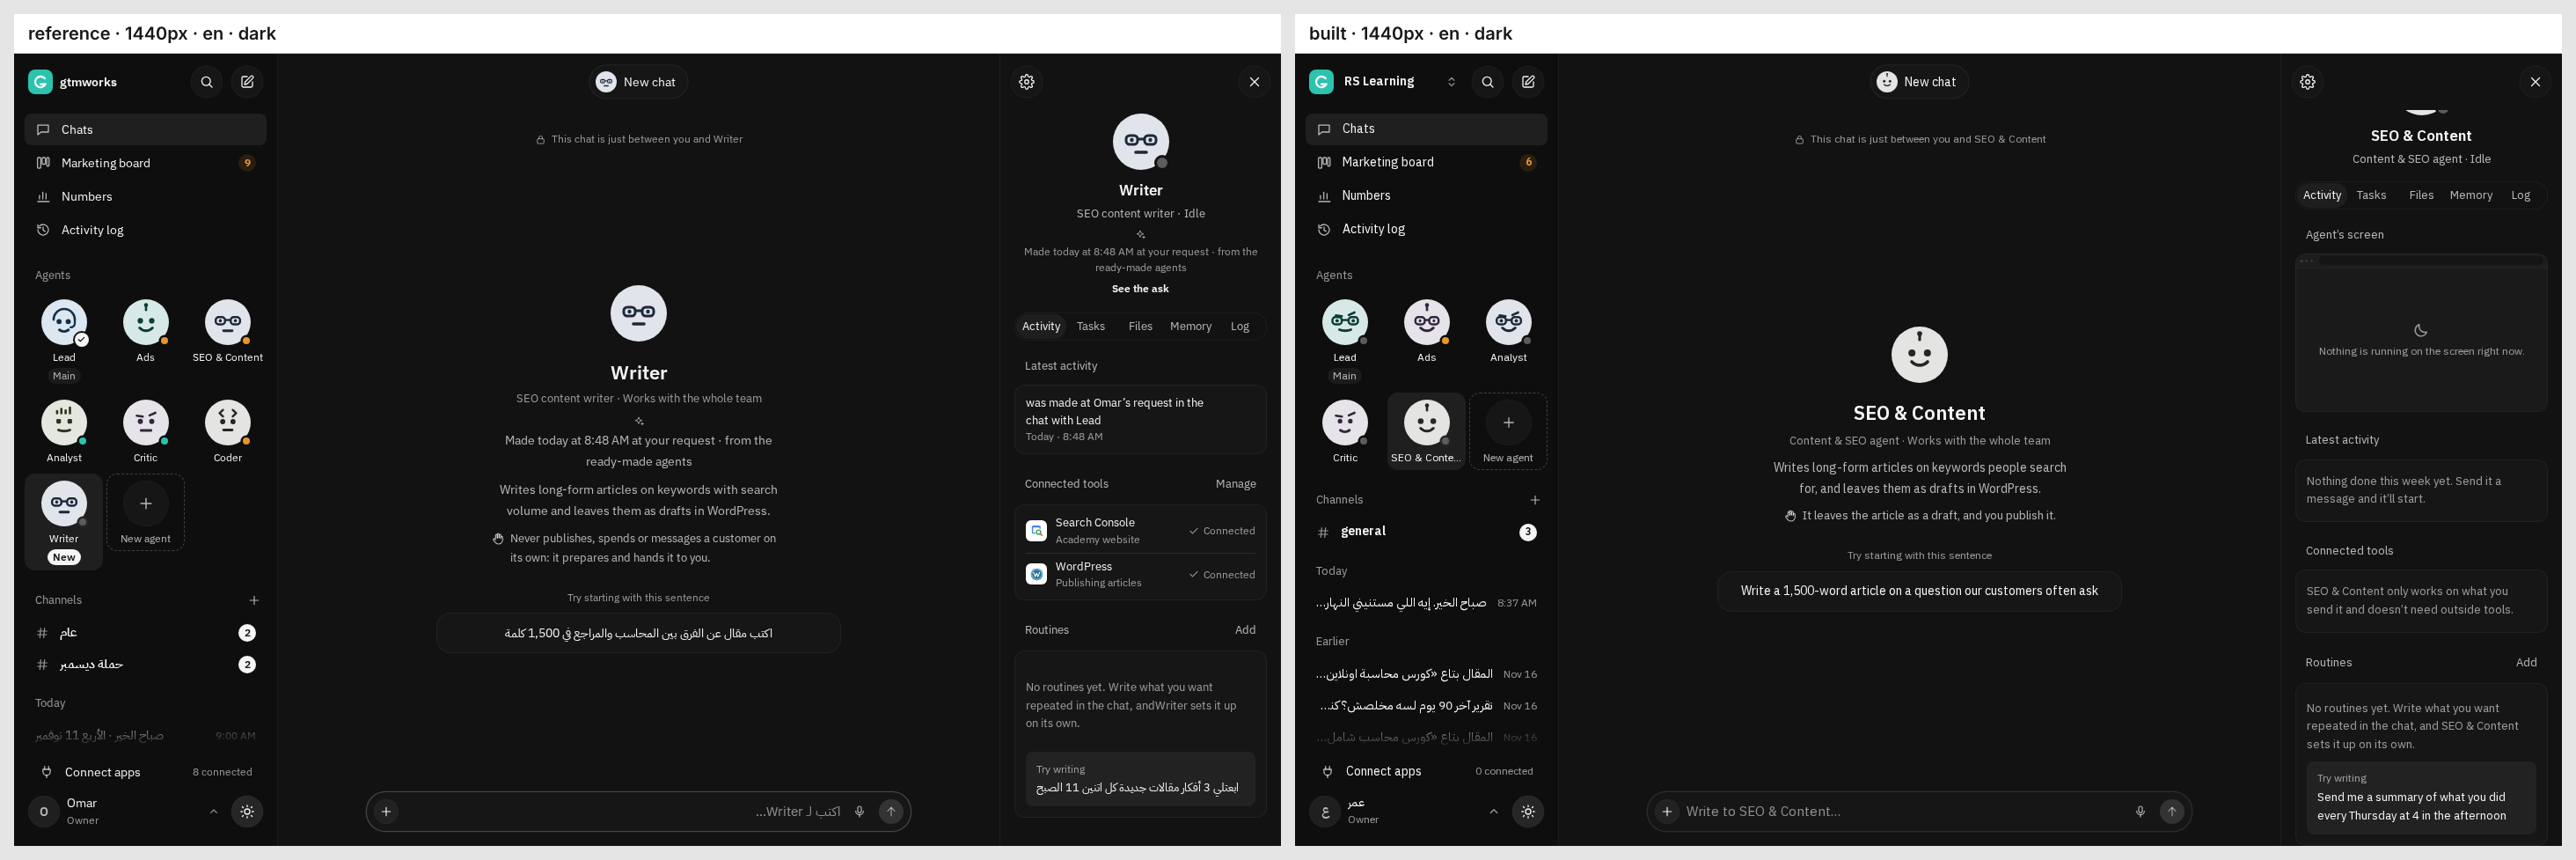 reference · 1440px · en · dark
gtmworks
New chat
Chats
Marketing board 9
Numbers
Activity log
Agents
Lead
Main
Ads
SEO & Content
Analyst
Critic
Coder
Writer
New
New agent
Channels
# عام 2
# حملة ديسمبر 2
Today
صباح الخير · الأربع 11 نوفمبر 9:00 AM
Connect apps 8 connected
O Omar
Owner
This chat is just between you and Writer
Writer
SEO content writer · Works with the whole team
Made today at 8:48 AM at your request · from the
ready-made agents
Writes long-form articles on keywords with search
volume and leaves them as drafts in WordPress.
Never publishes, spends or messages a customer on
its own: it prepares and hands it to you.
Try starting with this sentence
اكتب مقال عن الفرق بين المحاسب والمراجع في 1,500 كلمة
اكتب لـ Writer...
Writer
SEO content writer · Idle
Made today at 8:48 AM at your request · from the
ready-made agents
See the ask
Activity Tasks Files Memory Log
Latest activity
was made at Omar’s request in the
chat with Lead
Today · 8:48 AM
Connected tools Manage
Search Console
Academy website
Connected
WordPress
Publishing articles
Connected
Routines Add
No routines yet. Write what you want
repeated in the chat, andWriter sets it up
on its own.
Try writing
ابعتلي 3 أفكار مقالات جديدة كل اتنين 11 الصبح
built · 1440px · en · dark
RS Learning
New chat
Chats
Marketing board 6
Numbers
Activity log
Agents
Lead
Main
Ads
Analyst
Critic
SEO & Conte...
New agent
Channels
# general 3
Today
صباح الخير. إيه اللي مستنيني النهار... 8:37 AM
Earlier
المقال بتاع «كورس محاسبة اونلاين... Nov 16
تقرير آخر 90 يوم لسه مخلصش؟ كنـ... Nov 16
المقال بتاع «كورس محاسب شامل... Nov 16
Connect apps 0 connected
ع عمر
Owner
This chat is just between you and SEO & Content
SEO & Content
Content & SEO agent · Works with the whole team
Writes long-form articles on keywords people search
for, and leaves them as drafts in WordPress.
It leaves the article as a draft, and you publish it.
Try starting with this sentence
Write a 1,500-word article on a question our customers often ask
Write to SEO & Content...
SEO & Content
Content & SEO agent · Idle
Activity Tasks Files Memory Log
Agent’s screen
Nothing is running on the screen right now.
Latest activity
Nothing done this week yet. Send it a
message and it’ll start.
Connected tools
SEO & Content only works on what you
send it and doesn’t need outside tools.
Routines Add
No routines yet. Write what you want
repeated in the chat, and SEO & Content
sets it up on its own.
Try writing
Send me a summary of what you did
every Thursday at 4 in the afternoon